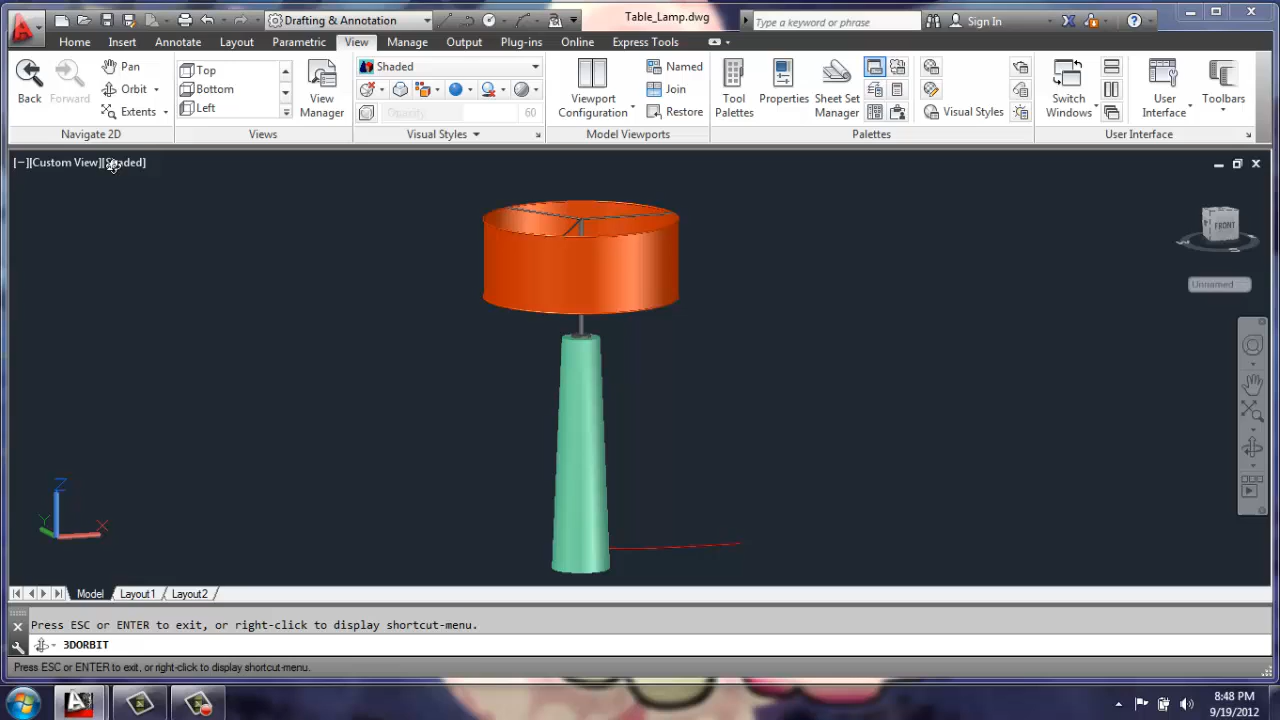 Drafting & Annotation
Table_Lamp.dwg
Type a keyword or phrase
Sign In
Home Insert Annotate Layout Parametric View Manage Output Plug-ins Online Express Tools
Back
Forward
Pan
Orbit
Extents
Navigate 2D
Top
Bottom
Left
View
Manager
Views
Shaded
Opacity 60
Visual Styles
Viewport
Configuration
Named
Join
Restore
Model Viewports
Tool
Palettes
Properties
Sheet Set
Manager
Visual Styles
Palettes
Switch
Windows
User
Interface
Toolbars
User Interface
[−][Custom View][Shaded]
FRONT
Unnamed
Z
Y
X
Model Layout1 Layout2
Press ESC or ENTER to exit, or right-click to display shortcut-menu.
3DORBIT
Press ESC or ENTER to exit, or right-click to display shortcut-menu.
8:48 PM
9/19/2012